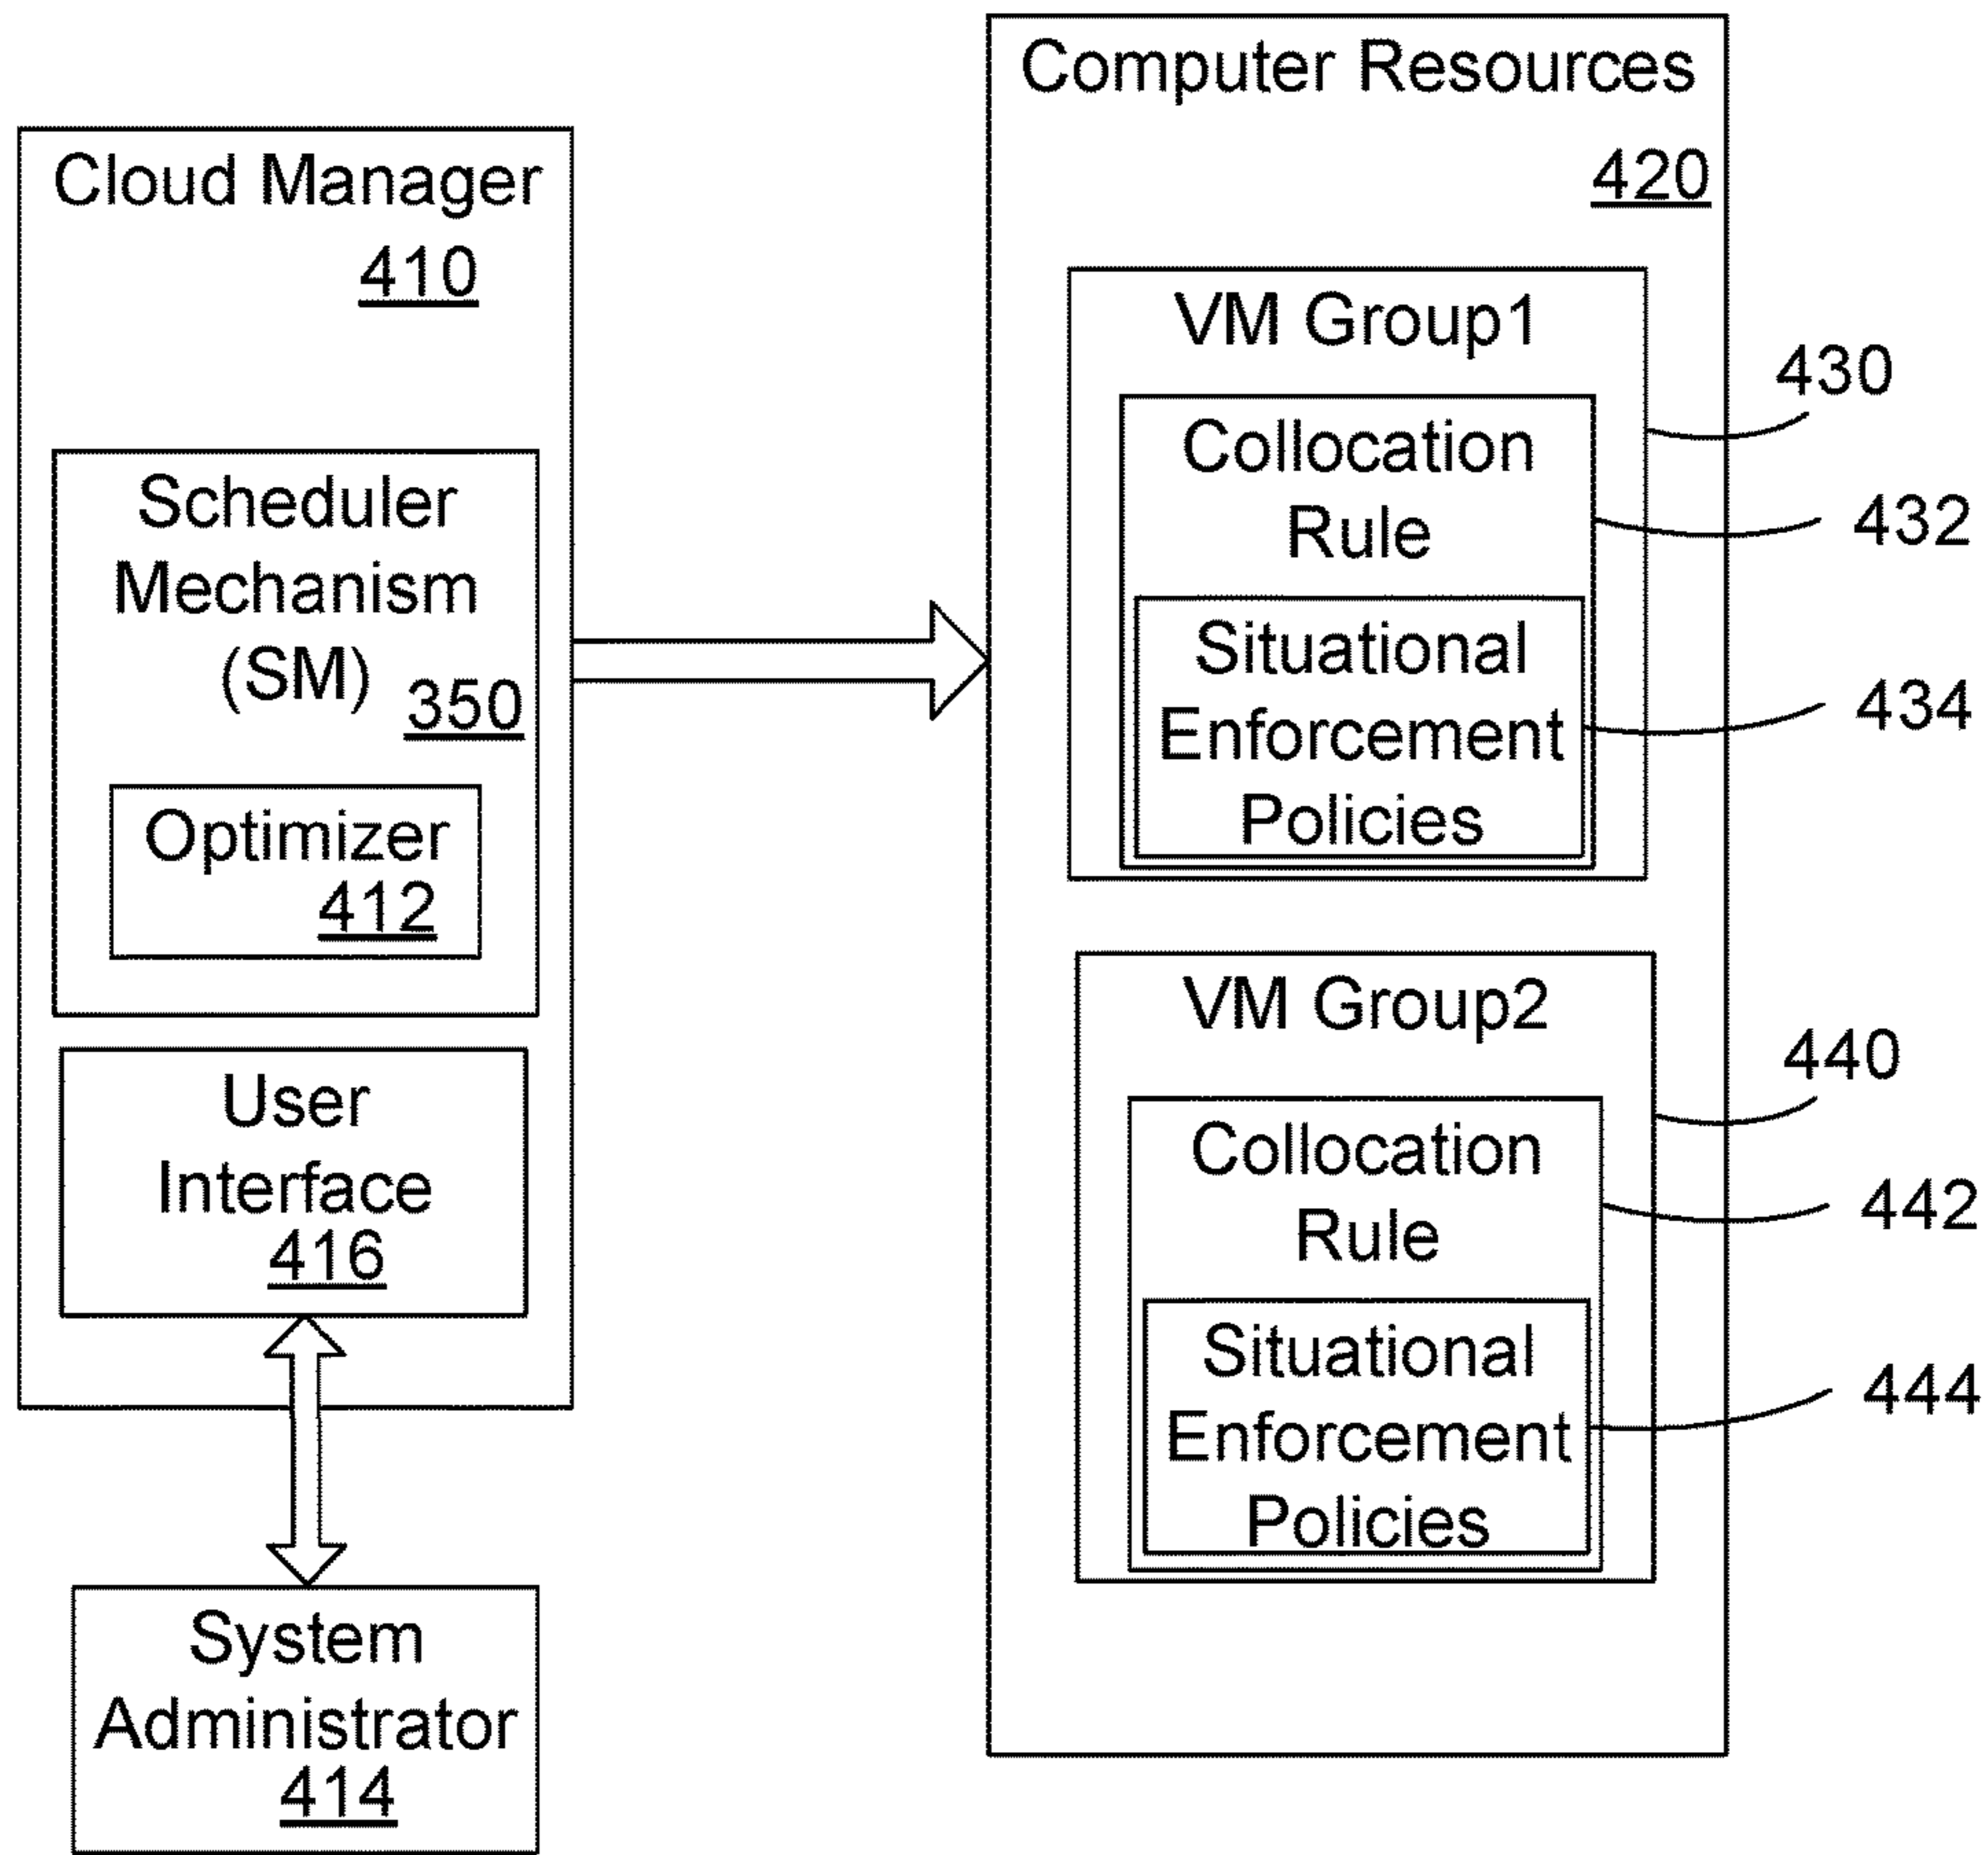 Cloud Manager
410
Scheduler
Mechanism
(SM)
350
Optimizer
412
User
Interface
416
System
Administrator
414
Computer Resources
420
VM Group1
430
Collocation
Rule
432
Situational
Enforcement
Policies
434
VM Group2
440
Collocation
Rule
442
Situational
Enforcement
Policies
444